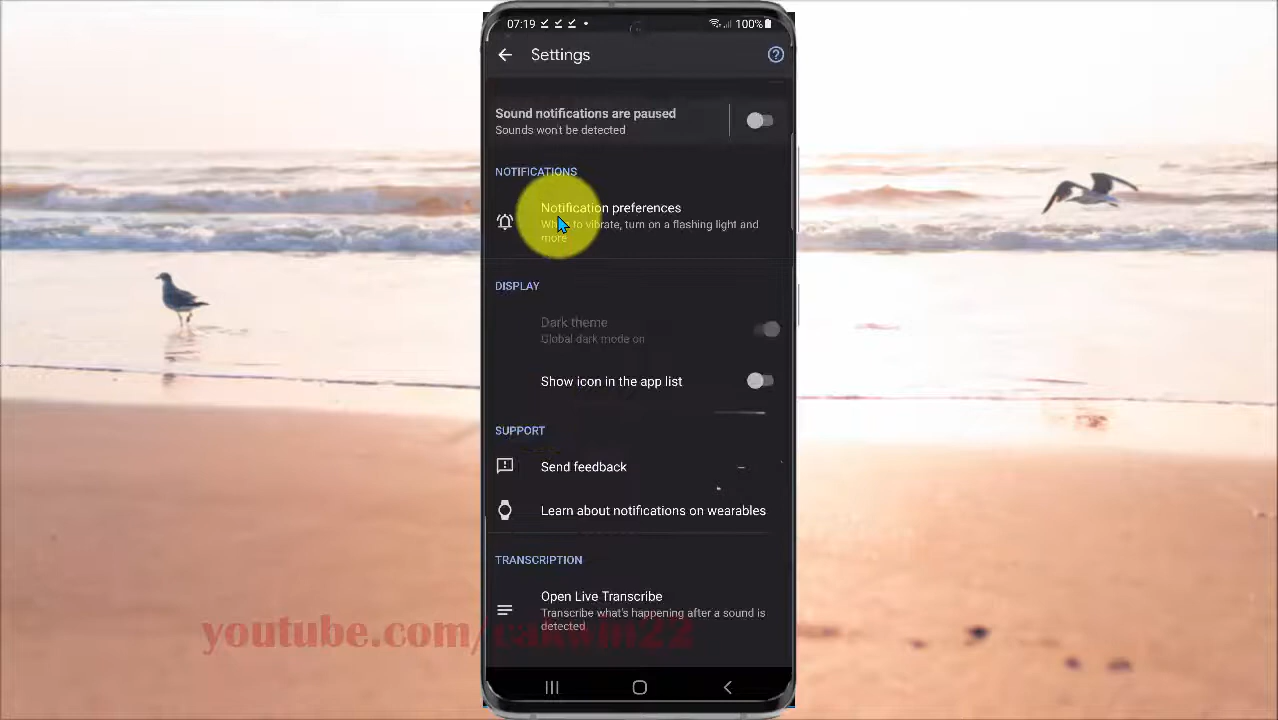 07:19
100%
Settings
Sound notifications are paused
Sounds won't be detected
NOTIFICATIONS
Notification preferences
When to vibrate, turn on a flashing light and
more
DISPLAY
Dark theme
Global dark mode on
Show icon in the app list
SUPPORT
Send feedback
Learn about notifications on wearables
TRANSCRIPTION
Open Live Transcribe
Transcribe what's happening after a sound is
detected
youtube.com/cakwin22